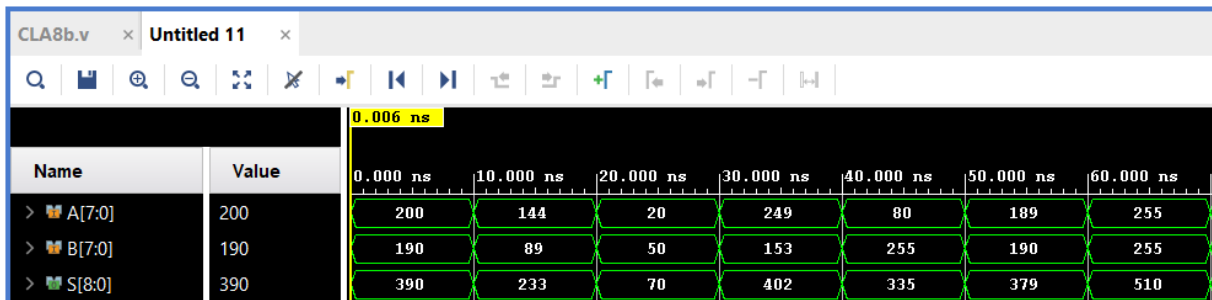 CLA8b.v × Untitled 11 ×
0.006 ns
Name Value 0.000 ns 10.000 ns 20.000 ns 30.000 ns 40.000 ns 50.000 ns 60.000 ns
> A[7:0] 200 200 144 20 249 80 189 255
> B[7:0] 190 190 89 50 153 255 190 255
> S[8:0] 390 390 233 70 402 335 379 510